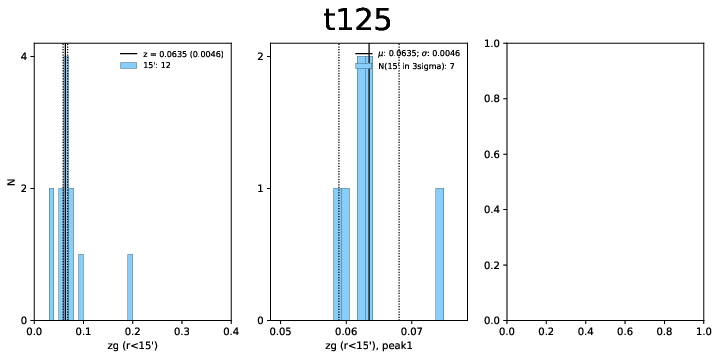 t125
z = 0.0635 (0.0046)
15': 12
N
0
2
4
0.0 0.1 0.2 0.3 0.4
zg (r<15')
μ: 0.0635; σ: 0.0046
N(15' in 3sigma): 7
0
1
2
0.05 0.06 0.07
zg (r<15'), peak1
1.0
0.8
0.6
0.4
0.2
0.0
0.0 0.2 0.4 0.6 0.8 1.0